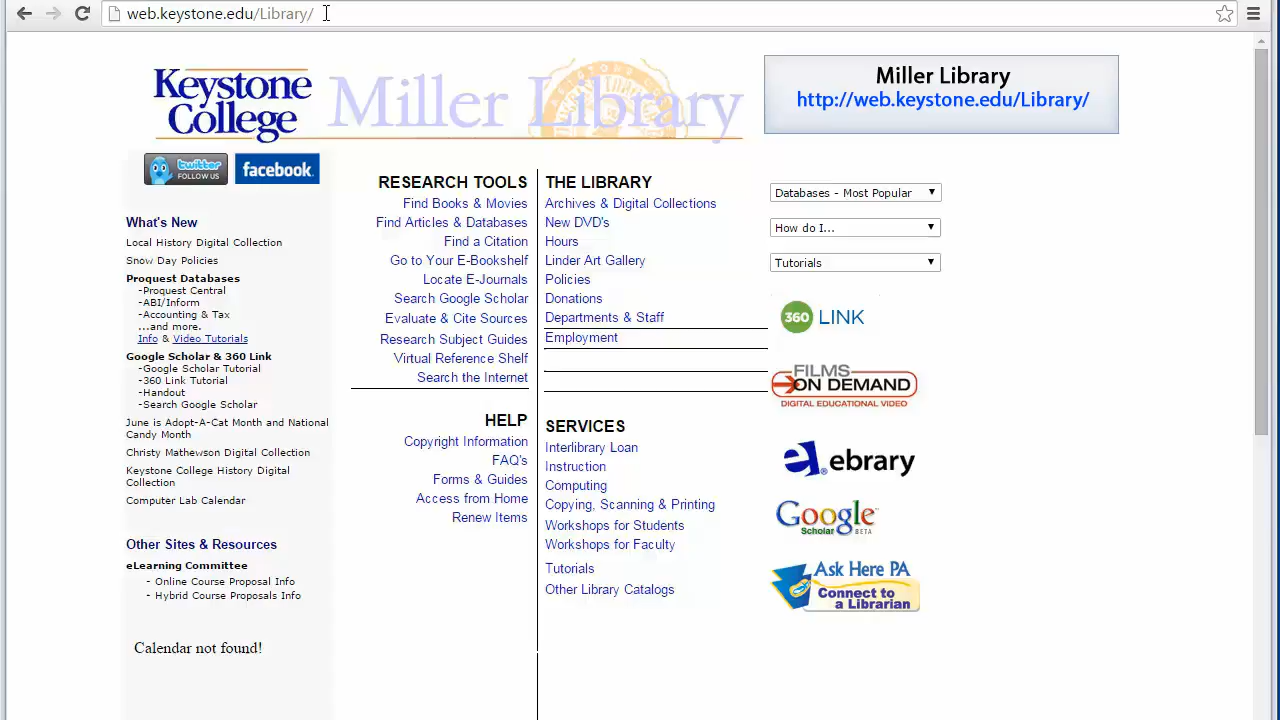 web.keystone.edu/Library/
Keystone
College
Miller Library
Miller Library
http://web.keystone.edu/Library/
twitter
FOLLOW US
facebook.
What's New
Local History Digital Collection
Snow Day Policies
Proquest Databases
-Proquest Central
-ABI/Inform
-Accounting & Tax
...and more.
Info & Video Tutorials
Google Scholar & 360 Link
-Google Scholar Tutorial
-360 Link Tutorial
-Handout
-Search Google Scholar
June is Adopt-A-Cat Month and National
Candy Month
Christy Mathewson Digital Collection
Keystone College History Digital
Collection
Computer Lab Calendar
Other Sites & Resources
eLearning Committee
- Online Course Proposal Info
- Hybrid Course Proposals Info
Calendar not found!
RESEARCH TOOLS
Find Books & Movies
Find Articles & Databases
Find a Citation
Go to Your E-Bookshelf
Locate E-Journals
Search Google Scholar
Evaluate & Cite Sources
Research Subject Guides
Virtual Reference Shelf
Search the Internet
HELP
Copyright Information
FAQ's
Forms & Guides
Access from Home
Renew Items
THE LIBRARY
Archives & Digital Collections
New DVD's
Hours
Linder Art Gallery
Policies
Donations
Departments & Staff
Employment
SERVICES
Interlibrary Loan
Instruction
Computing
Copying, Scanning & Printing
Workshops for Students
Workshops for Faculty
Tutorials
Other Library Catalogs
Databases - Most Popular
How do I...
Tutorials
360 LINK
FILMS
ON DEMAND
DIGITAL EDUCATIONAL VIDEO
e ebrary
Google
Scholar BETA
Ask Here PA
Connect to
a Librarian